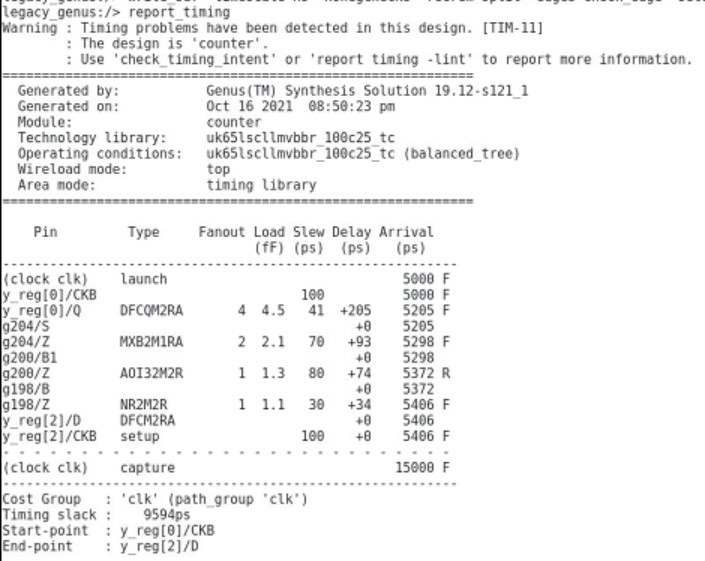 legacy_genus:/> report_timing
Warning : Timing problems have been detected in this design. [TIM-11]
: The design is 'counter'.
: Use 'check_timing_intent' or 'report timing -lint' to report more information.
============================================================
Generated by: Genus(TM) Synthesis Solution 19.12-s121_1
Generated on: Oct 16 2021 08:50:23 pm
Module: counter
Technology library: uk65lscllmvbbr_100c25_tc
Operating conditions: uk65lscllmvbbr_100c25_tc (balanced_tree)
Wireload mode: top
Area mode: timing library
============================================================
Pin Type Fanout Load Slew Delay Arrival
(fF) (ps) (ps) (ps)
----------------------------------------------------------
(clock clk) launch 5000 F
y_reg[0]/CKB 100 5000 F
y_reg[0]/Q DFCQM2RA 4 4.5 41 +205 5205 F
g204/S +0 5205
g204/Z MXB2M1RA 2 2.1 70 +93 5298 F
g200/B1 +0 5298
g200/Z AOI32M2R 1 1.3 80 +74 5372 R
g198/B +0 5372
g198/Z NR2M2R 1 1.1 30 +34 5406 F
y_reg[2]/D DFCM2RA +0 5406
y_reg[2]/CKB setup 100 +0 5406 F
- - - - - - - - - - - - - - - - - - - - - - - - - - - - -
(clock clk) capture 15000 F
----------------------------------------------------------
Cost Group : 'clk' (path_group 'clk')
Timing slack : 9594ps
Start-point : y_reg[0]/CKB
End-point : y_reg[2]/D